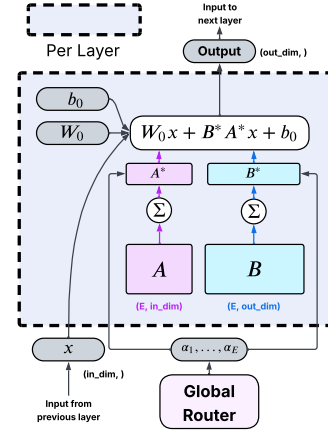 Input to
next layer
Per Layer
Output
(out_dim, )
b₀
W₀
W₀x + B*A*x + b₀
A*
B*
Σ
Σ
A
B
(E, in_dim)
(E, out_dim)
x
α₁, . . . , α_E
(in_dim, )
Input from
previous layer
Global
Router